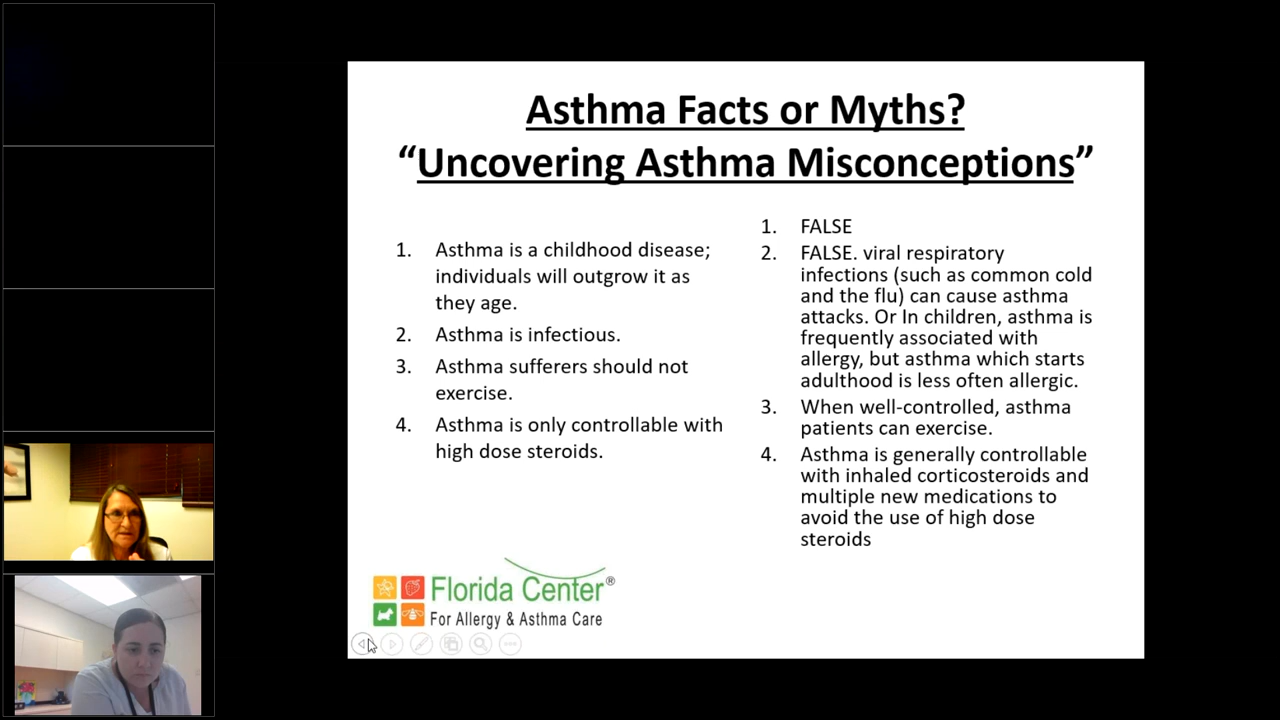 Asthma Facts or Myths?
“Uncovering Asthma Misconceptions”
1. Asthma is a childhood disease;
individuals will outgrow it as
they age.
2. Asthma is infectious.
3. Asthma sufferers should not
exercise.
4. Asthma is only controllable with
high dose steroids.
1. FALSE
2. FALSE. viral respiratory
infections (such as common cold
and the flu) can cause asthma
attacks. Or In children, asthma is
frequently associated with
allergy, but asthma which starts
adulthood is less often allergic.
3. When well-controlled, asthma
patients can exercise.
4. Asthma is generally controllable
with inhaled corticosteroids and
multiple new medications to
avoid the use of high dose
steroids
Florida Center®
For Allergy & Asthma Care